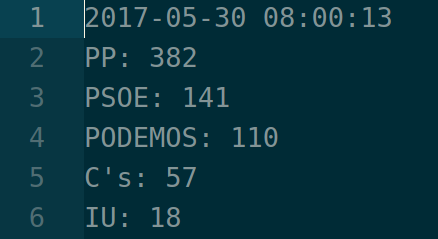 1 2017-05-30 08:00:13
2 PP: 382
3 PSOE: 141
4 PODEMOS: 110
5 C's: 57
6 IU: 18